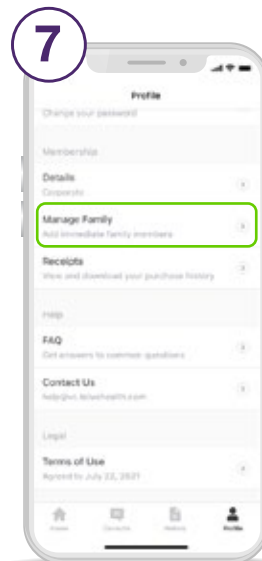 7
Profile
Change your password
Membership
Details
Corporate
Manage Family
Add immediate family members
Receipts
View and download your purchase history
Help
FAQ
Get answers to common questions
Contact Us
Legal
Terms of Use
Agreed to July 22, 2021
Home
History
Profile